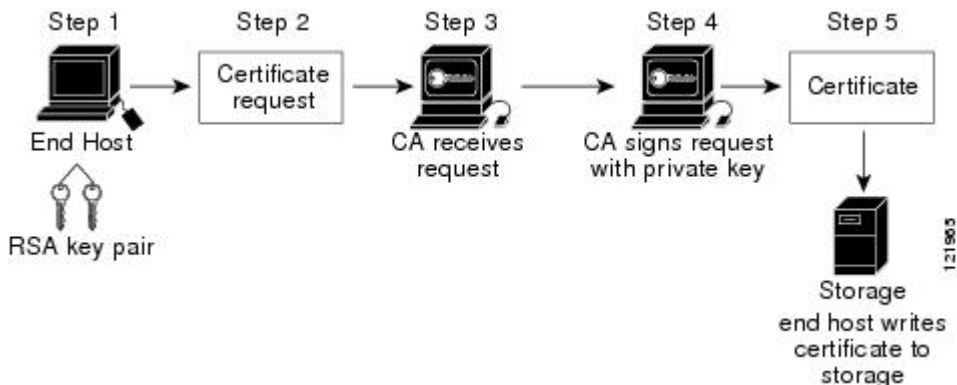 Step 1
Step 2
Step 3
Step 4
Step 5
Certificate
request
Certificate
End Host
CA receives
request
CA signs request
with private key
RSA key pair
Storage
end host writes
certificate to
storage
121965